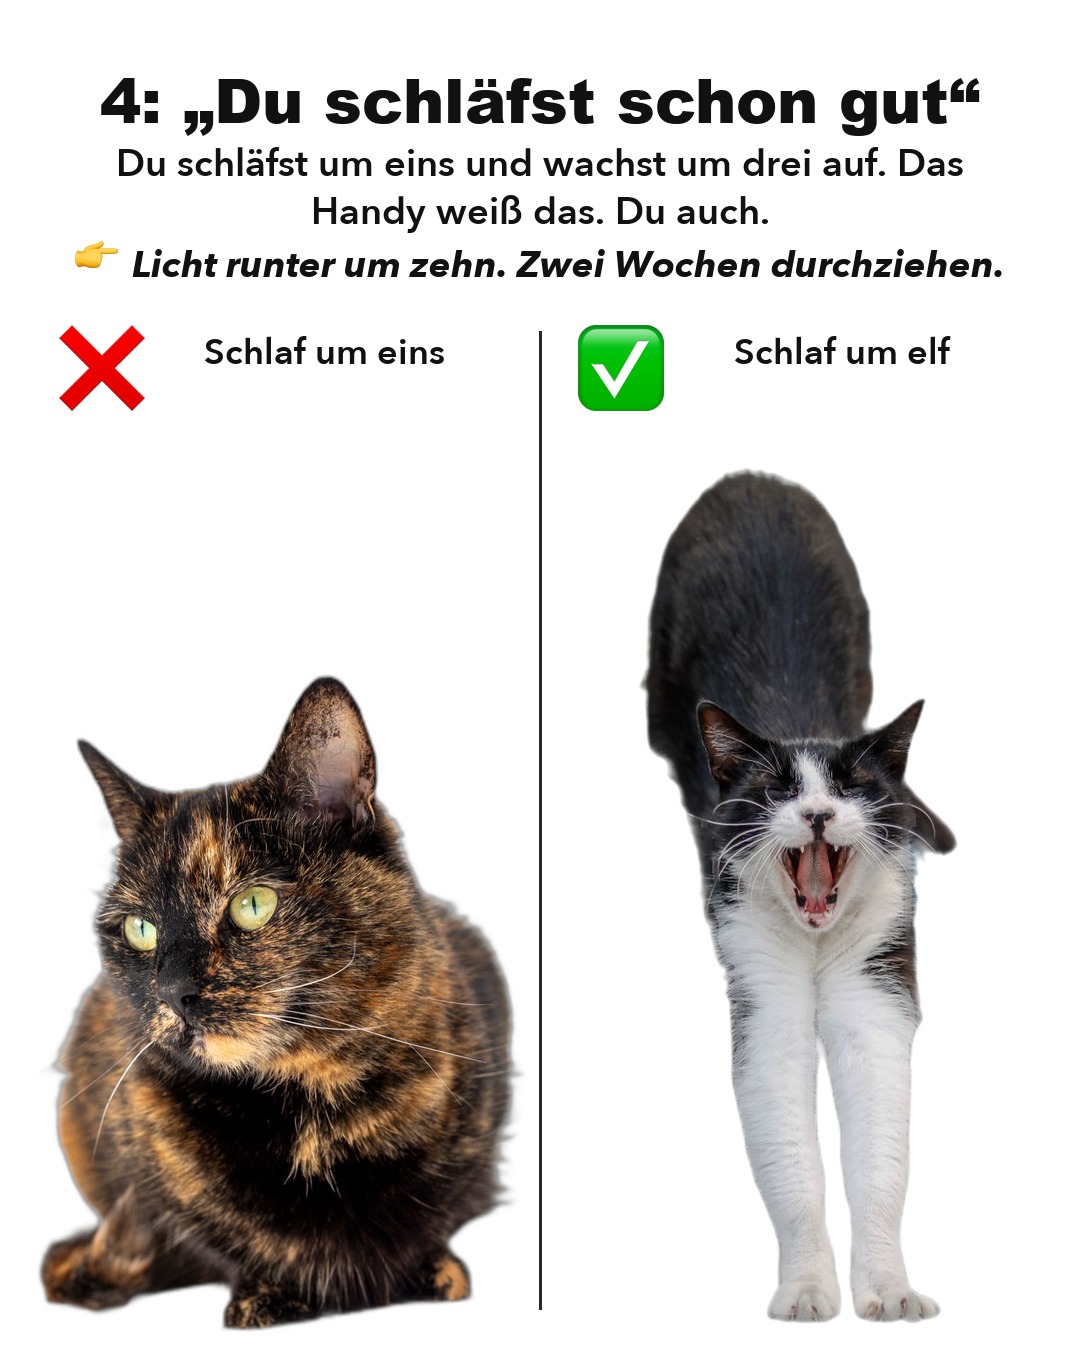 4: „Du schläfst schon gut“
Du schläfst um eins und wachst um drei auf. Das
Handy weiß das. Du auch.
👉 Licht runter um zehn. Zwei Wochen durchziehen.
❌ Schlaf um eins
✅ Schlaf um elf